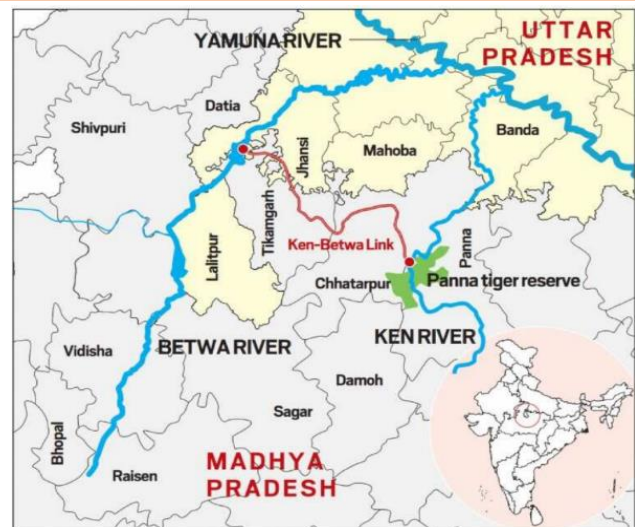 YAMUNA RIVER
UTTAR
PRADESH
Datia
Shivpuri
Jhansi
Mahoba
Banda
Tikamgarh
Ken-Betwa Link
Lalitpur
Panna
Chhatarpur
Panna tiger reserve
Vidisha
BETWA RIVER
KEN RIVER
Damoh
Sagar
Bhopal
Raisen
MADHYA
PRADESH